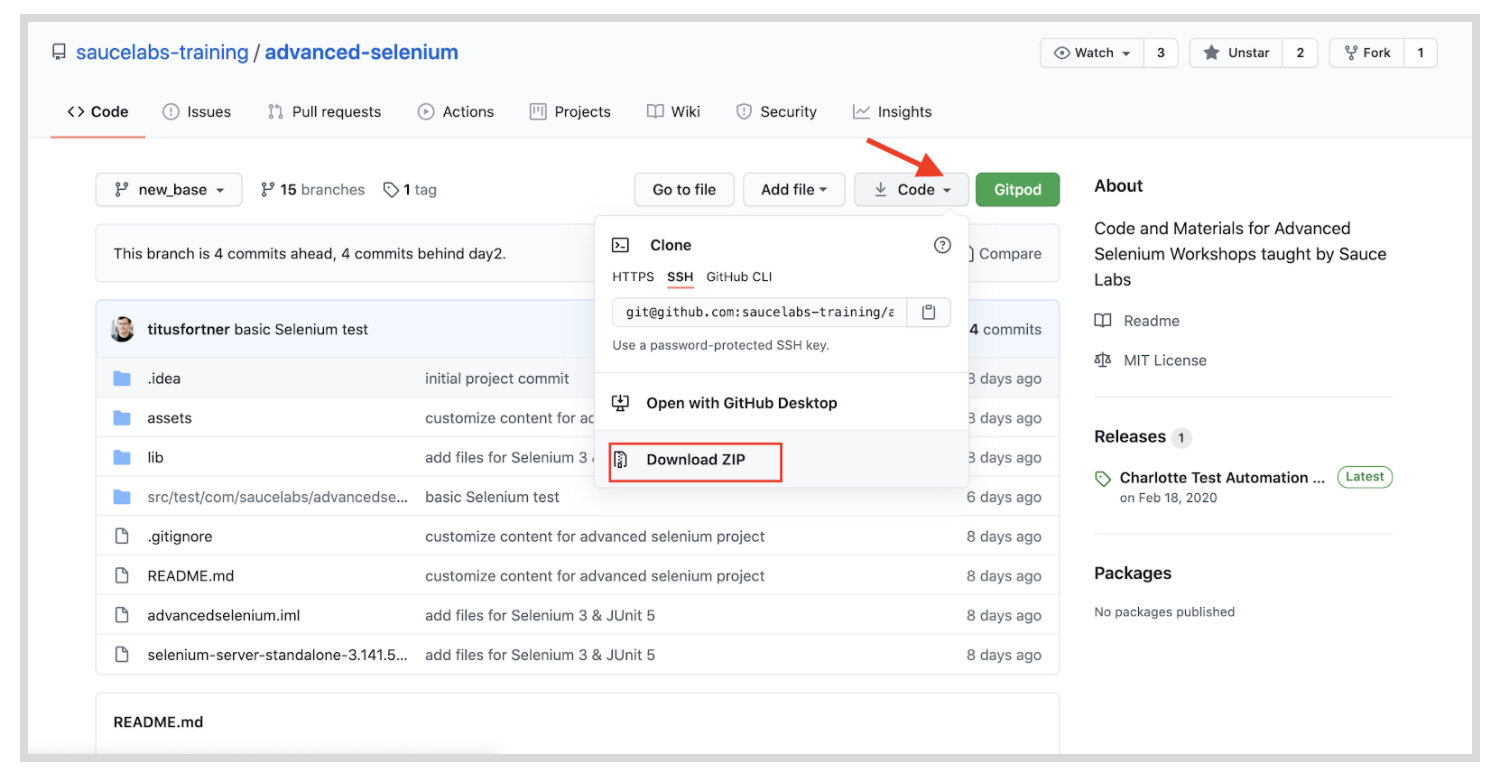 saucelabs-training / advanced-selenium
Watch 3 Unstar 2 Fork 1
Code Issues Pull requests Actions Projects Wiki Security Insights
new_base 15 branches 1 tag Go to file Add file Code Gitpod
This branch is 4 commits ahead, 4 commits behind day2.
Compare
Clone
HTTPS SSH GitHub CLI
git@github.com:saucelabs-training/a
Use a password-protected SSH key.
Open with GitHub Desktop
Download ZIP
titusfortner basic Selenium test
4 commits
.idea initial project commit days ago
assets customize content for days ago
lib add files for Selenium 3 days ago
src/test/com/saucelabs/advancedse... basic Selenium test 6 days ago
.gitignore customize content for advanced selenium project 8 days ago
README.md customize content for advanced selenium project 8 days ago
advancedselenium.iml add files for Selenium 3 & JUnit 5 8 days ago
selenium-server-standalone-3.141.5... add files for Selenium 3 & JUnit 5 8 days ago
README.md
About
Code and Materials for Advanced
Selenium Workshops taught by Sauce
Labs
Readme
MIT License
Releases 1
Charlotte Test Automation ... Latest
on Feb 18, 2020
Packages
No packages published